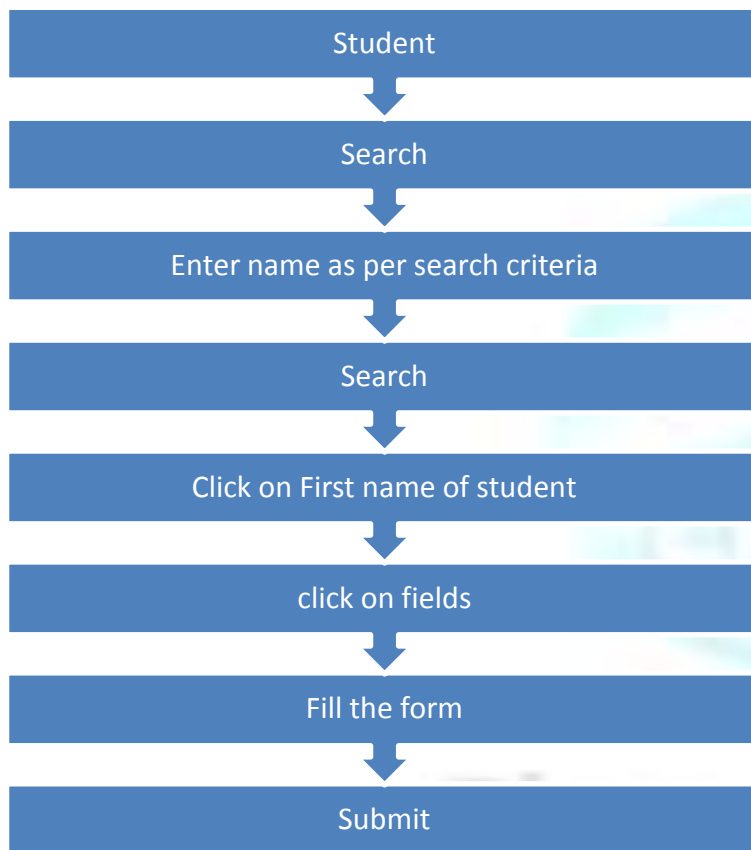 Student
Search
Enter name as per search criteria
Search
Click on First name of student
click on fields
Fill the form
Submit